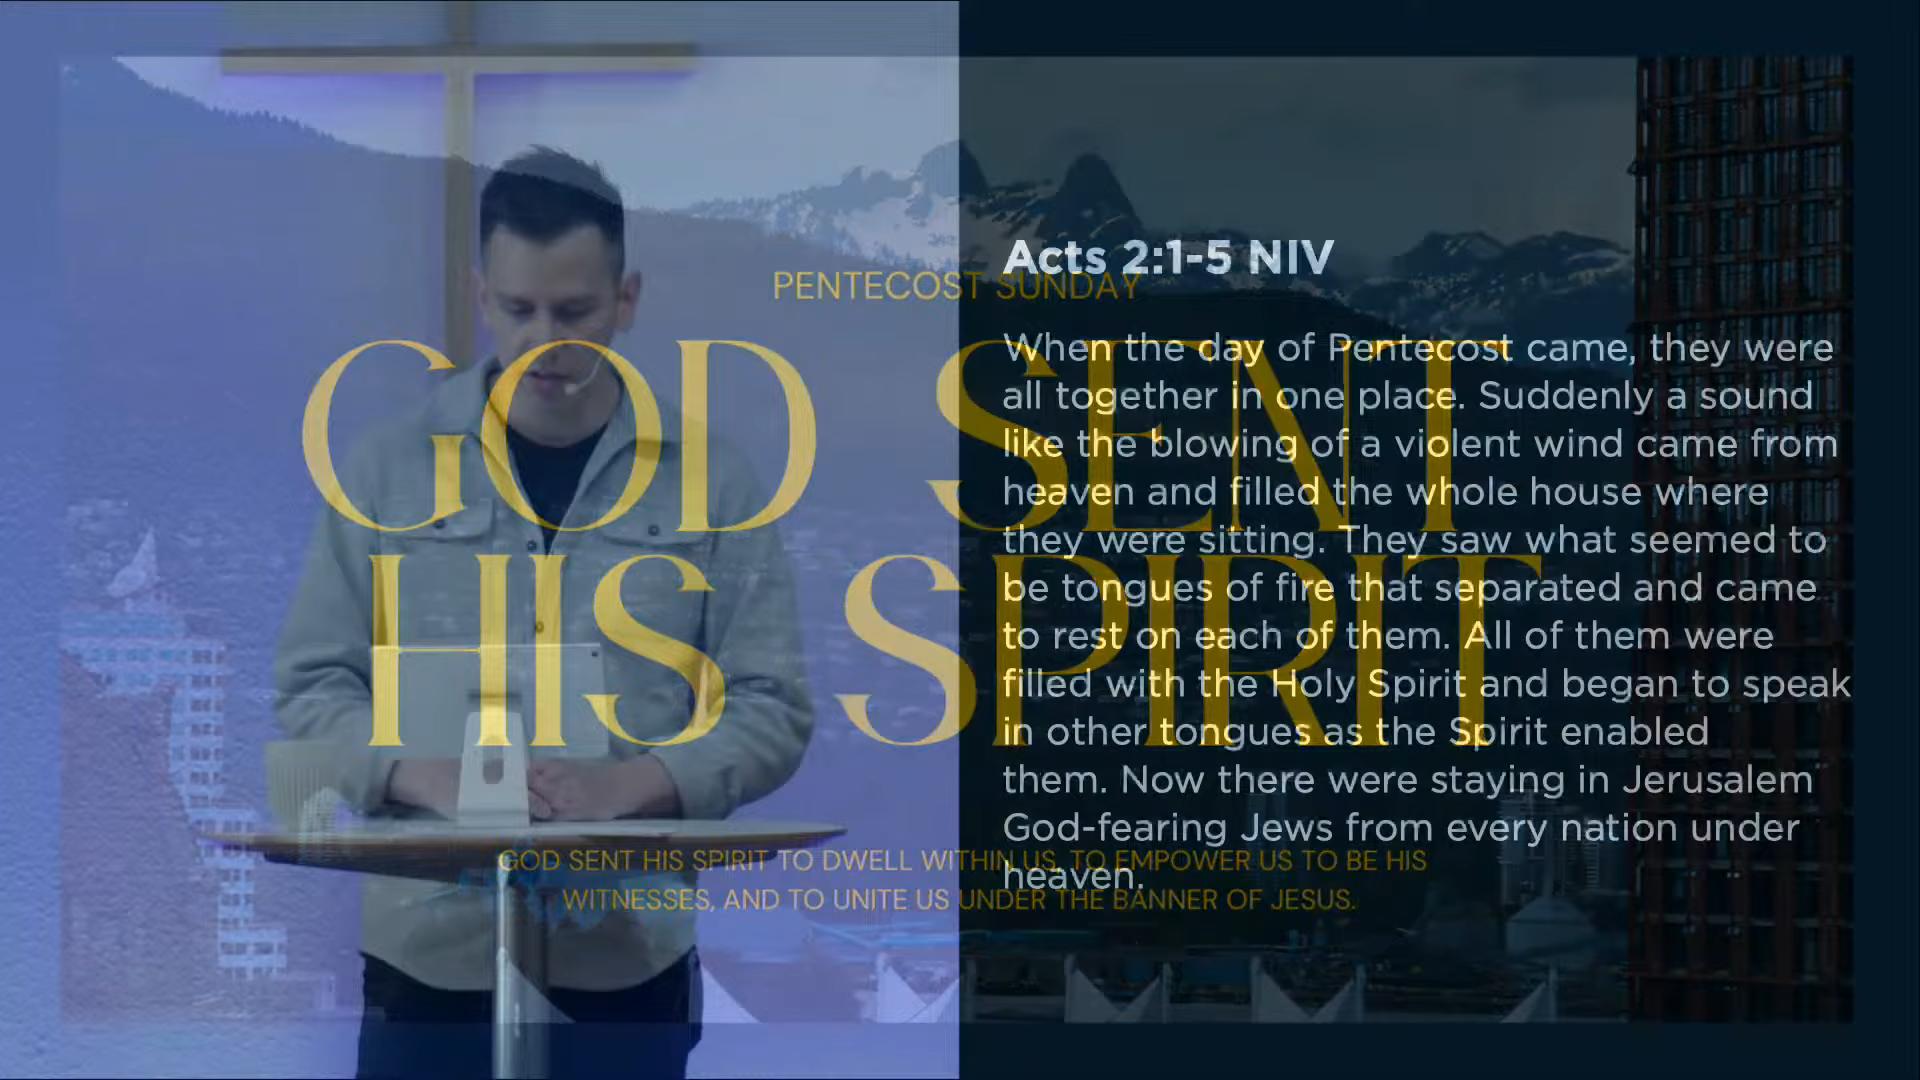 Acts 2:1-5 NIV
When the day of Pentecost came, they were
all together in one place. Suddenly a sound
like the blowing of a violent wind came from
heaven and filled the whole house where
they were sitting. They saw what seemed to
be tongues of fire that separated and came
to rest on each of them. All of them were
filled with the Holy Spirit and began to speak
in other tongues as the Spirit enabled
them. Now there were staying in Jerusalem
God-fearing Jews from every nation under
heaven.
PENTECOST SUNDAY
GOD SENT
HIS SPIRIT
GOD SENT HIS SPIRIT TO DWELL WITHIN US, TO EMPOWER US TO BE HIS
WITNESSES, AND TO UNITE US UNDER THE BANNER OF JESUS.